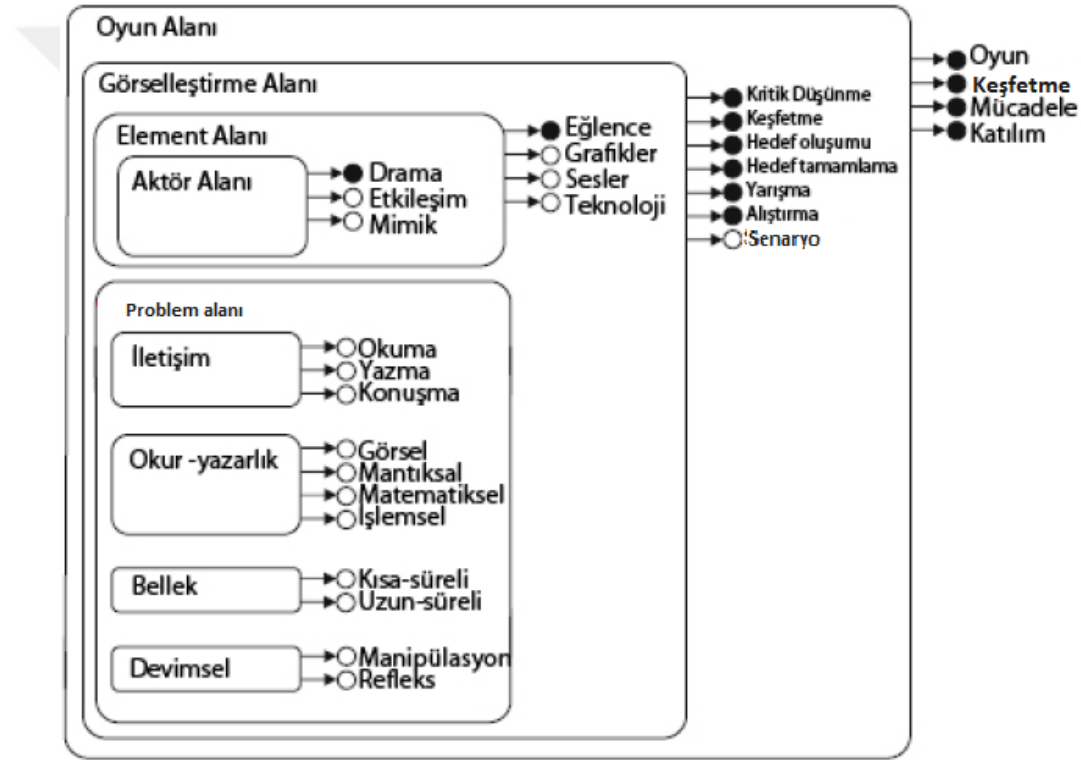 Oyun Alanı
Oyun
Keşfetme
Mücadele
Katılım
Görselleştirme Alanı
Kritik Düşünme
Keşfetme
Hedef oluşumu
Hedef tamamlama
Yarışma
Alıştırma
Senaryo
Element Alanı
Eğlence
Grafikler
Sesler
Teknoloji
Aktör Alanı
Drama
Etkileşim
Mimik
Problem alanı
İletişim
Okuma
Yazma
Konuşma
Okur -yazarlık
Görsel
Mantıksal
Matematiksel
İşlemsel
Bellek
Kısa-süreli
Uzun-süreli
Devimsel
Manipülasyon
Refleks